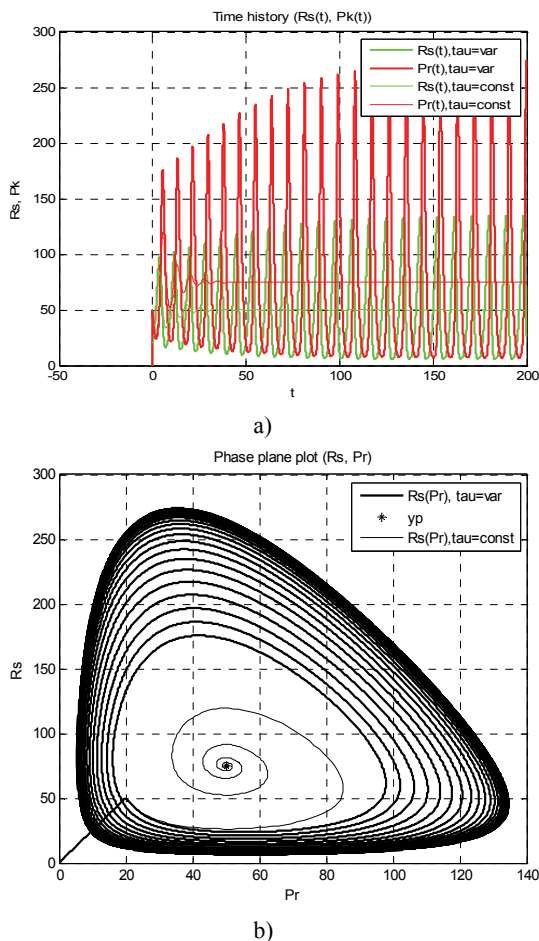 Time history (Rs(t), Pk(t))
300
250
200
150
100
50
0
Rs, Pk
-50
0
50
100
150
200
t
Rs(t),tau=var
Pr(t),tau=var
Rs(t),tau=const
Pr(t),tau=const
a)
Phase plane plot (Rs, Pr)
300
250
200
150
100
50
0
Rs
0
20
40
60
80
100
120
140
Pr
Rs(Pr), tau=var
yp
Rs(Pr),tau=const
b)